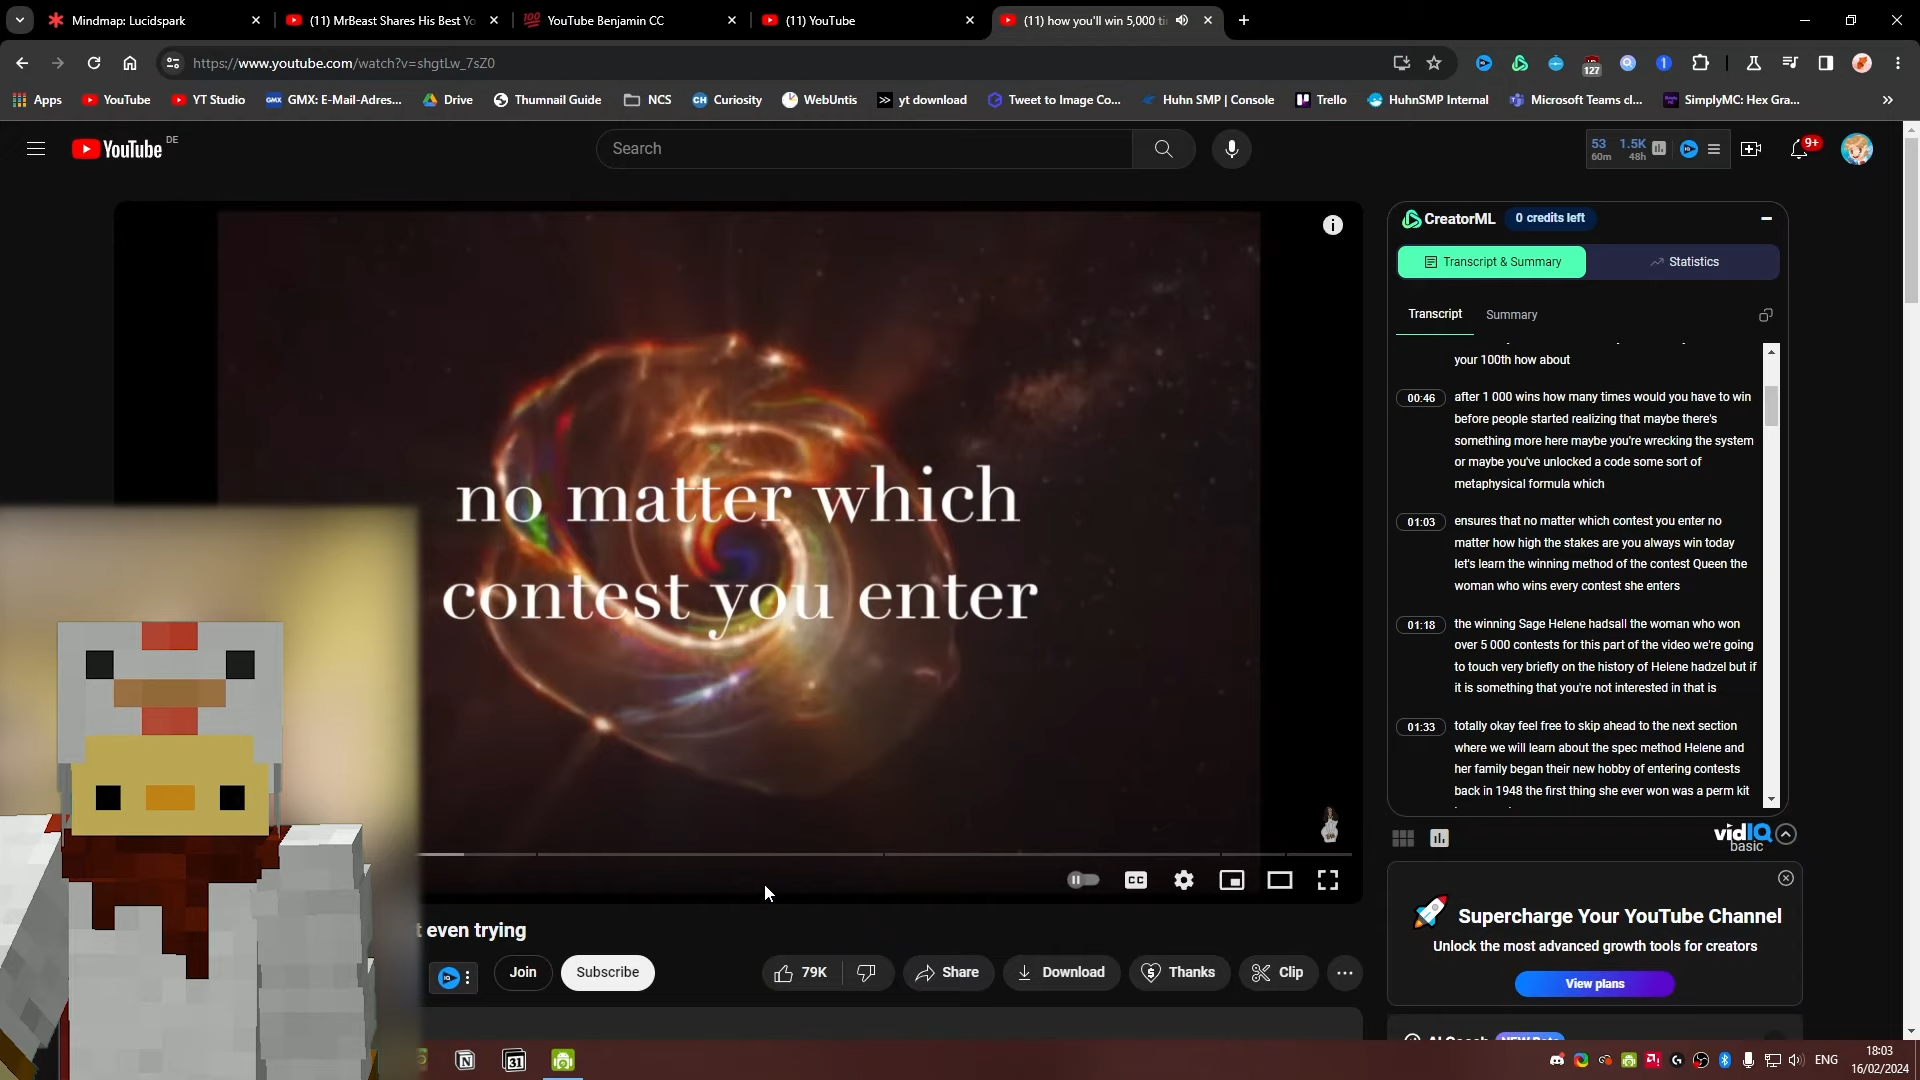 Mindmap: Lucidspark
(11) MrBeast Shares His Best Yo
YouTube Benjamin CC
(11) YouTube
(11) how you'll win 5,000 ti
https://www.youtube.com/watch?v=shgtLw_7sZ0
127
Apps
YouTube
YT Studio
GMX: E-Mail-Adres...
Drive
Thumnail Guide
NCS
Curiosity
WebUntis
yt download
Tweet to Image Co...
Huhn SMP | Console
Trello
HuhnSMP Internal
Microsoft Teams cl...
SimplyMC: Hex Gra...
YouTube DE
Search
53 60m
1.5K 48h
9+
no matter which
contest you enter
CreatorML
0 credits left
Transcript & Summary
Statistics
Transcript
Summary
your 100th how about
00:46
after 1 000 wins how many times would you have to win
before people started realizing that maybe there's
something more here maybe you're wrecking the system
or maybe you've unlocked a code some sort of
metaphysical formula which
01:03
ensures that no matter which contest you enter no
matter how high the stakes are you always win today
let's learn the winning method of the contest Queen the
woman who wins every contest she enters
01:18
the winning Sage Helene hadsall the woman who won
over 5 000 contests for this part of the video we're going
to touch very briefly on the history of Helene hadzel but if
it is something that you're not interested in that is
01:33
totally okay feel free to skip ahead to the next section
where we will learn about the spec method Helene and
her family began their new hobby of entering contests
back in 1948 the first thing she ever won was a perm kit
CC
vidIQ
basic
Supercharge Your YouTube Channel
Unlock the most advanced growth tools for creators
View plans
t even trying
Join
Subscribe
79K
Share
Download
Thanks
Clip
31
ENG
18:03
16/02/2024